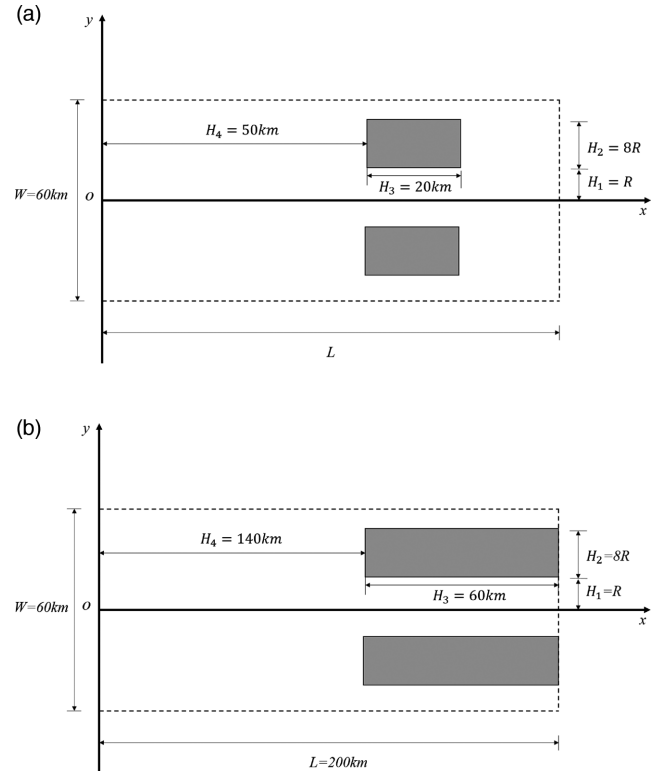 (a)
y
H₄ = 50km
H₂ = 8R
H₁ = R
W=60km
o
H₃ = 20km
x
L
(b)
y
H₄ = 140km
H₂=8R
W=60km
o
H₃ = 60km
H₁=R
x
L=200km